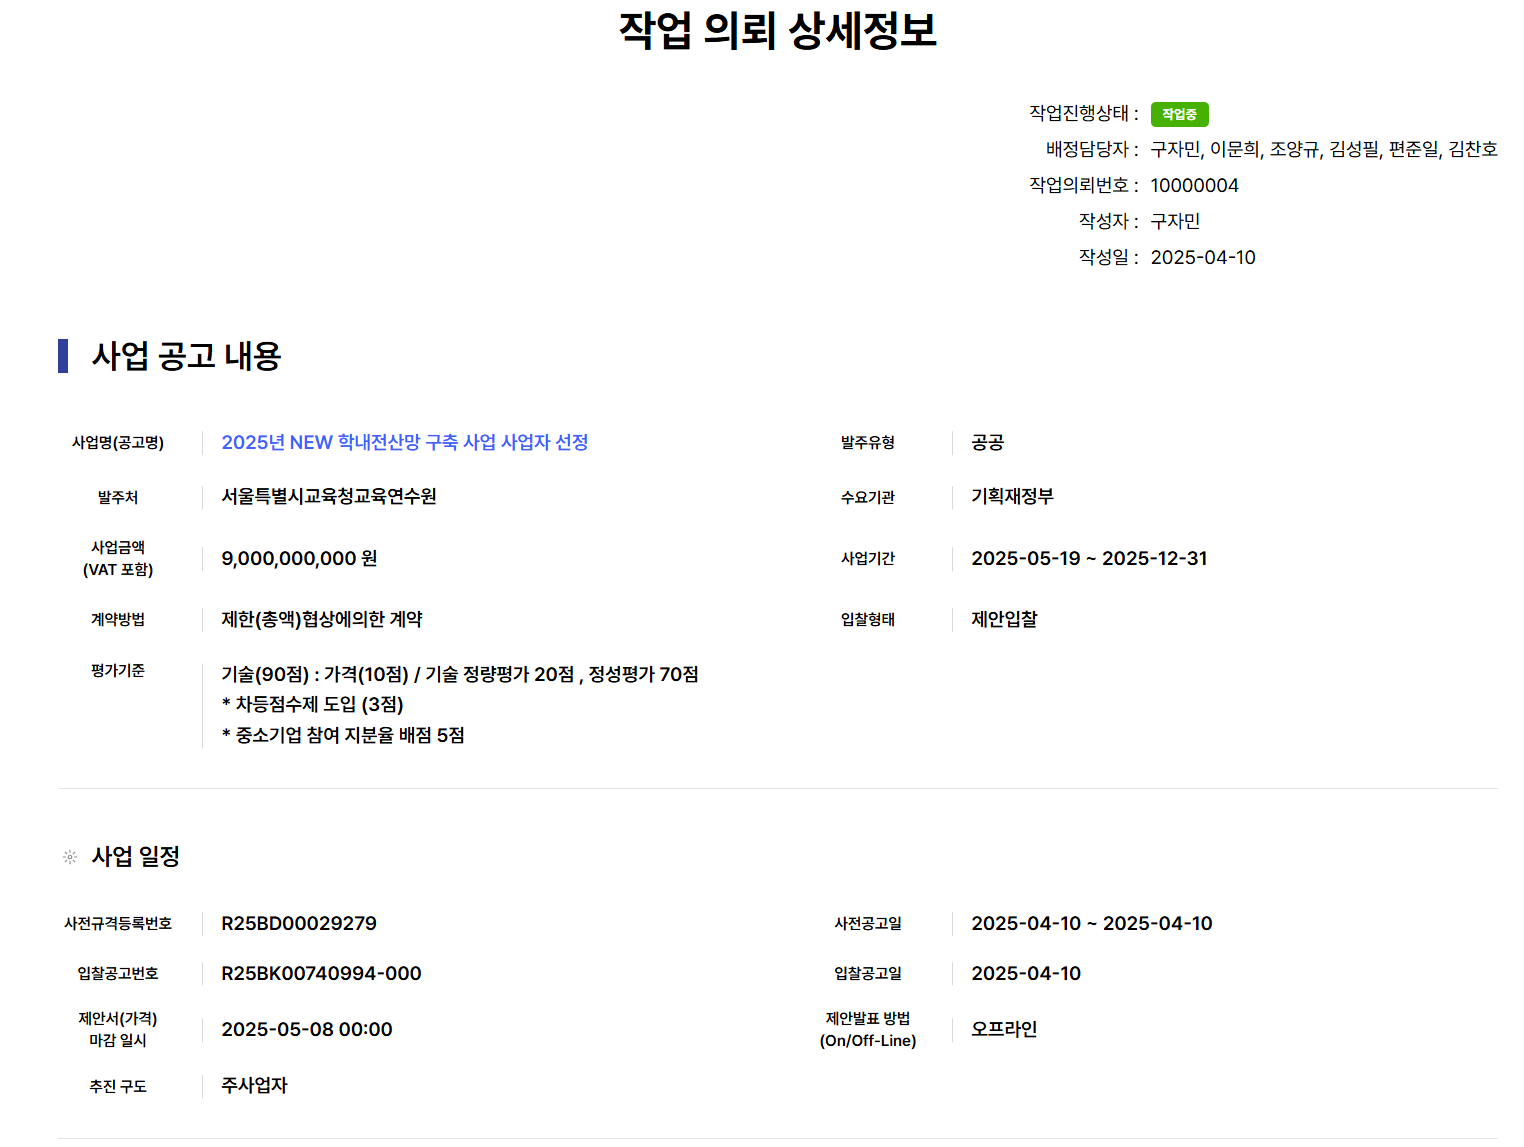 작업 의뢰 상세정보
작업진행상태 : 작업중
배정담당자 : 구자민, 이문희, 조양규, 김성필, 편준일, 김찬호
작업의뢰번호 : 10000004
작성자 : 구자민
작성일 : 2025-04-10
사업 공고 내용
사업명(공고명) 2025년 NEW 학내전산망 구축 사업 사업자 선정
발주유형 공공
발주처 서울특별시교육청교육연수원
수요기관 기획재정부
사업금액
(VAT 포함)
9,000,000,000 원
사업기간 2025-05-19 ~ 2025-12-31
계약방법 제한(총액)협상에의한 계약
입찰형태 제안입찰
평가기준 기술(90점) : 가격(10점) / 기술 정량평가 20점 , 정성평가 70점
* 차등점수제 도입 (3점)
* 중소기업 참여 지분율 배점 5점
사업 일정
사전규격등록번호 R25BD00029279
사전공고일 2025-04-10 ~ 2025-04-10
입찰공고번호 R25BK00740994-000
입찰공고일 2025-04-10
제안서(가격)
마감 일시
2025-05-08 00:00
제안발표 방법
(On/Off-Line)
오프라인
추진 구도 주사업자